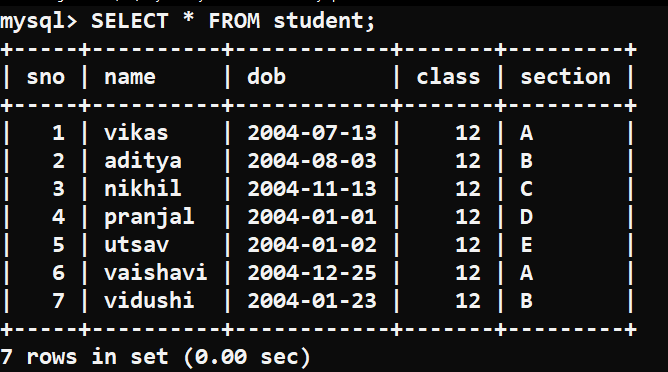 mysql> SELECT * FROM student;
+-----+----------+------------+-------+---------+
| sno | name     | dob        | class | section |
+-----+----------+------------+-------+---------+
|   1 | vikas    | 2004-07-13 |    12 | A       |
|   2 | aditya   | 2004-08-03 |    12 | B       |
|   3 | nikhil   | 2004-11-13 |    12 | C       |
|   4 | pranjal  | 2004-01-01 |    12 | D       |
|   5 | utsav    | 2004-01-02 |    12 | E       |
|   6 | vaishavi | 2004-12-25 |    12 | A       |
|   7 | vidushi  | 2004-01-23 |    12 | B       |
+-----+----------+------------+-------+---------+
7 rows in set (0.00 sec)